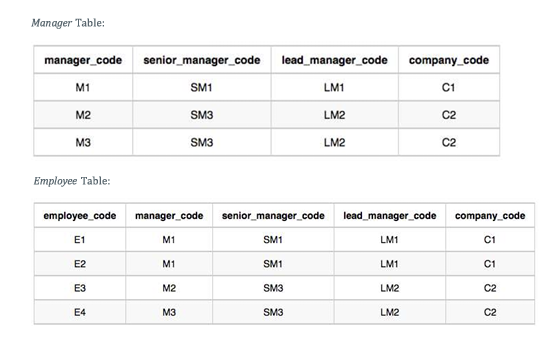 Manager Table:
manager_code senior_manager_code lead_manager_code company_code
M1 SM1 LM1 C1
M2 SM3 LM2 C2
M3 SM3 LM2 C2
Employee Table:
employee_code manager_code senior_manager_code lead_manager_code company_code
E1 M1 SM1 LM1 C1
E2 M1 SM1 LM1 C1
E3 M2 SM3 LM2 C2
E4 M3 SM3 LM2 C2